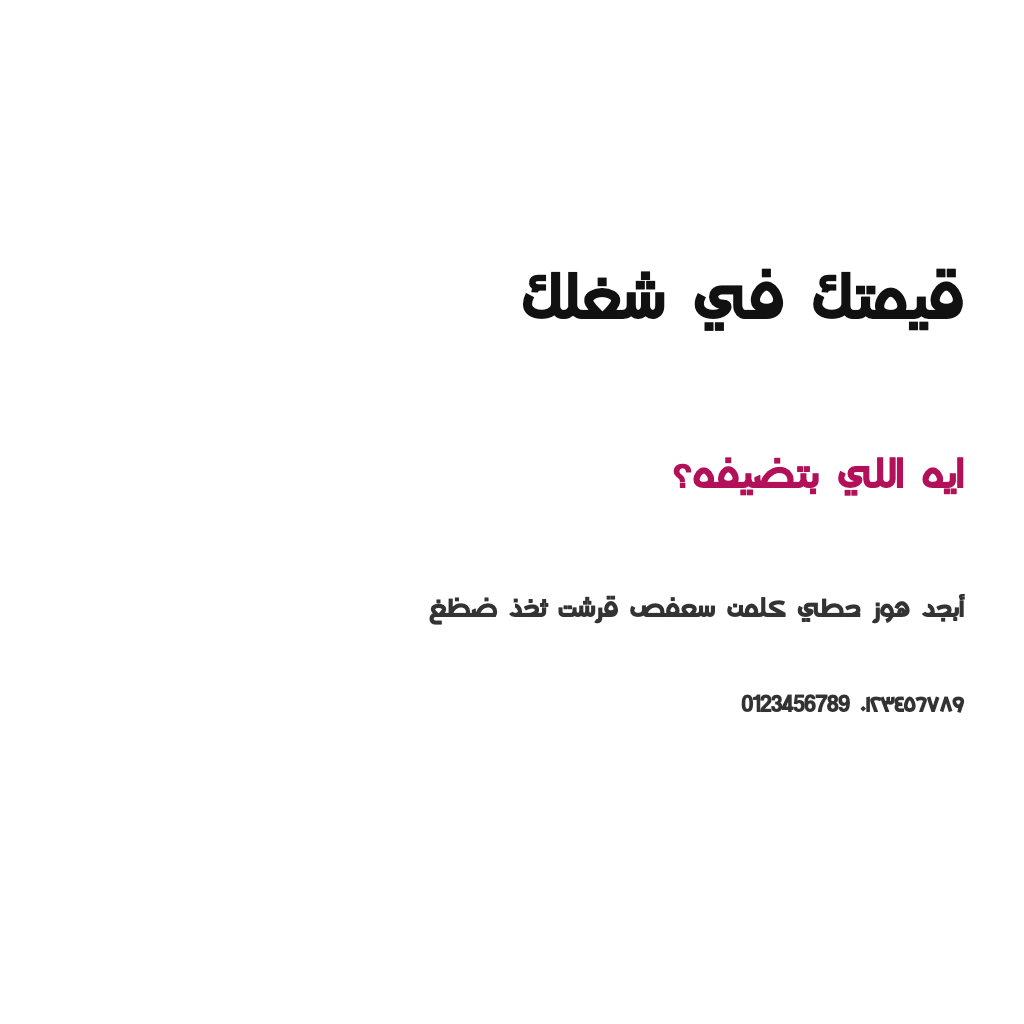 قيمتك في شغلك
ايه اللي بتضيفه؟
أبجد هوز حطي كلمن سعفص قرشت ثخذ ضظغ
٠١٢٣٤٥٦٧٨٩ 0123456789